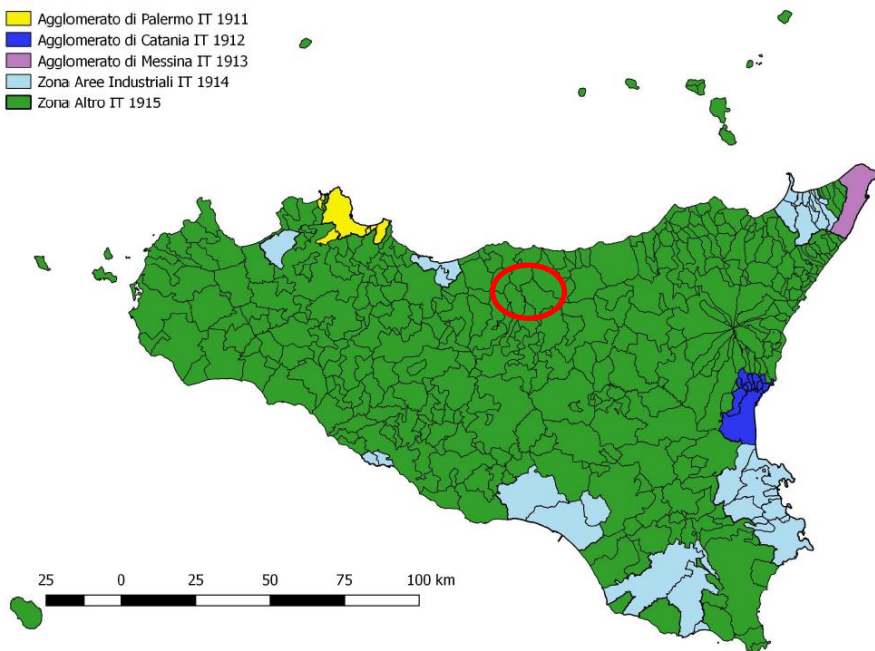 Agglomerato di Palermo IT 1911
Agglomerato di Catania IT 1912
Agglomerato di Messina IT 1913
Zona Aree Industriali IT 1914
Zona Altro IT 1915
25 0 25 50 75 100 km